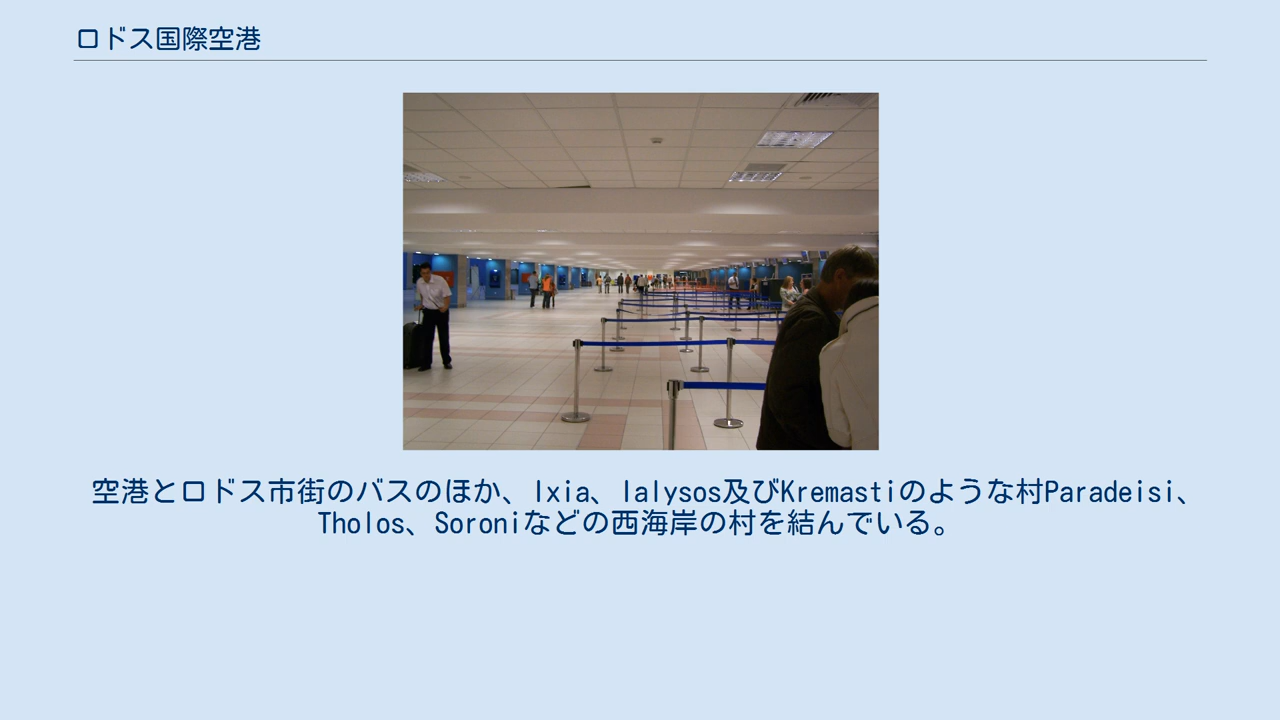 ロドス国際空港
空港とロドス市街のバスのほか、Ixia、Ialysos及びKremastiのような村Paradeisi、
Tholos、Soroniなどの西海岸の村を結んでいる。